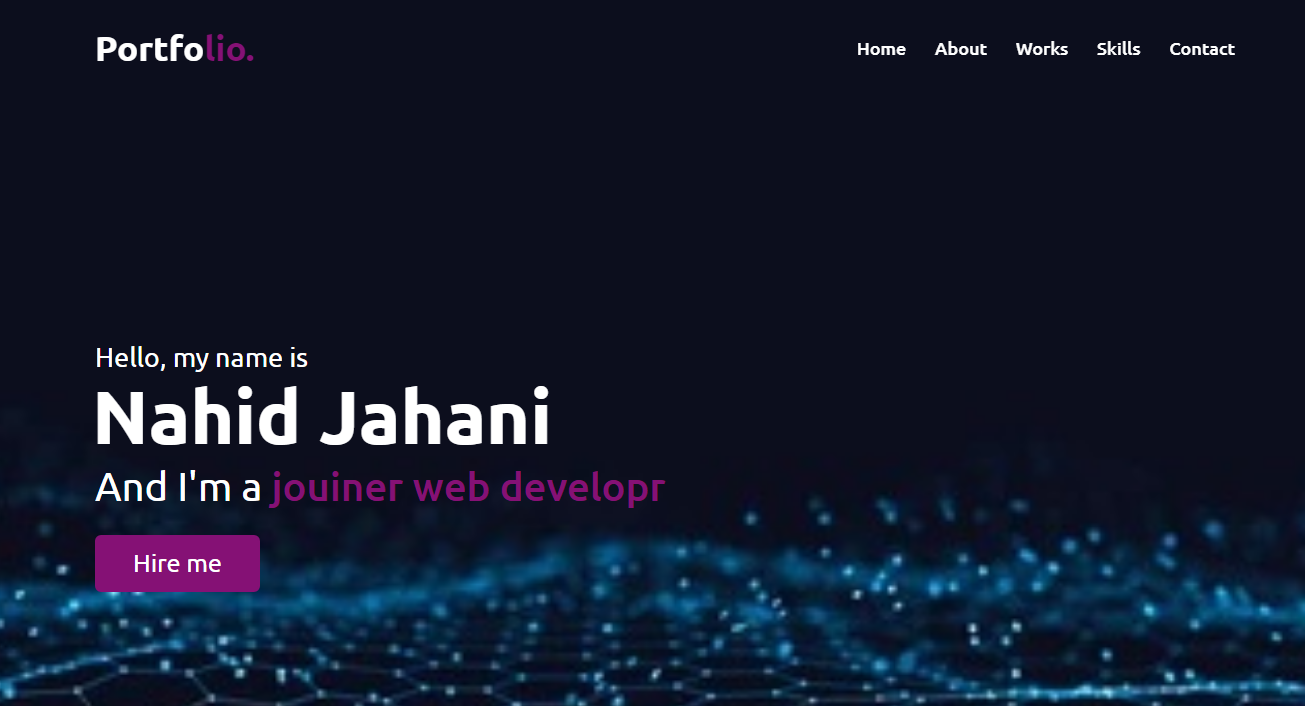 Portfolio.
Home About Works Skills Contact
Hello, my name is
Nahid Jahani
And I'm a jouiner web developr
Hire me